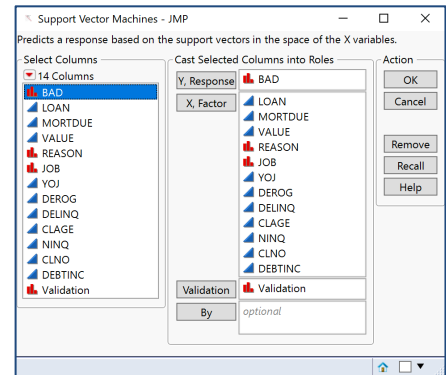 Support Vector Machines - JMP
Predicts a response based on the support vectors in the space of the X variables.
Select Columns
14 Columns
BAD
LOAN
MORTDUE
VALUE
REASON
JOB
YOJ
DEROG
DELINQ
CLAGE
NINQ
CLNO
DEBTINC
Validation
Cast Selected Columns into Roles
Y, Response
BAD
X, Factor
LOAN
MORTDUE
VALUE
REASON
JOB
YOJ
DEROG
DELINQ
CLAGE
NINQ
CLNO
DEBTINC
Validation
Validation
By
optional
Action
OK
Cancel
Remove
Recall
Help